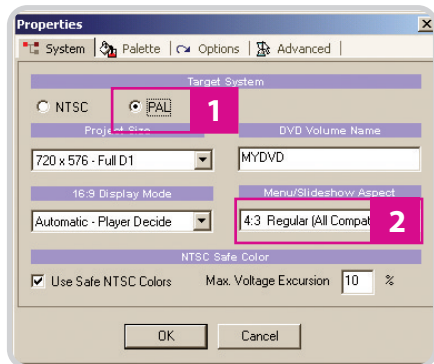 Properties
System Palette Options Advanced
Target System
NTSC PAL 1
Project Size DVD Volume Name
720 x 576 - Full D1 MYDVD
16:9 Display Mode Menu/Slideshow Aspect
Automatic - Player Decide 4:3 Regular (All Compat 2
NTSC Safe Color
Use Safe NTSC Colors Max. Voltage Excursion 10 %
OK Cancel